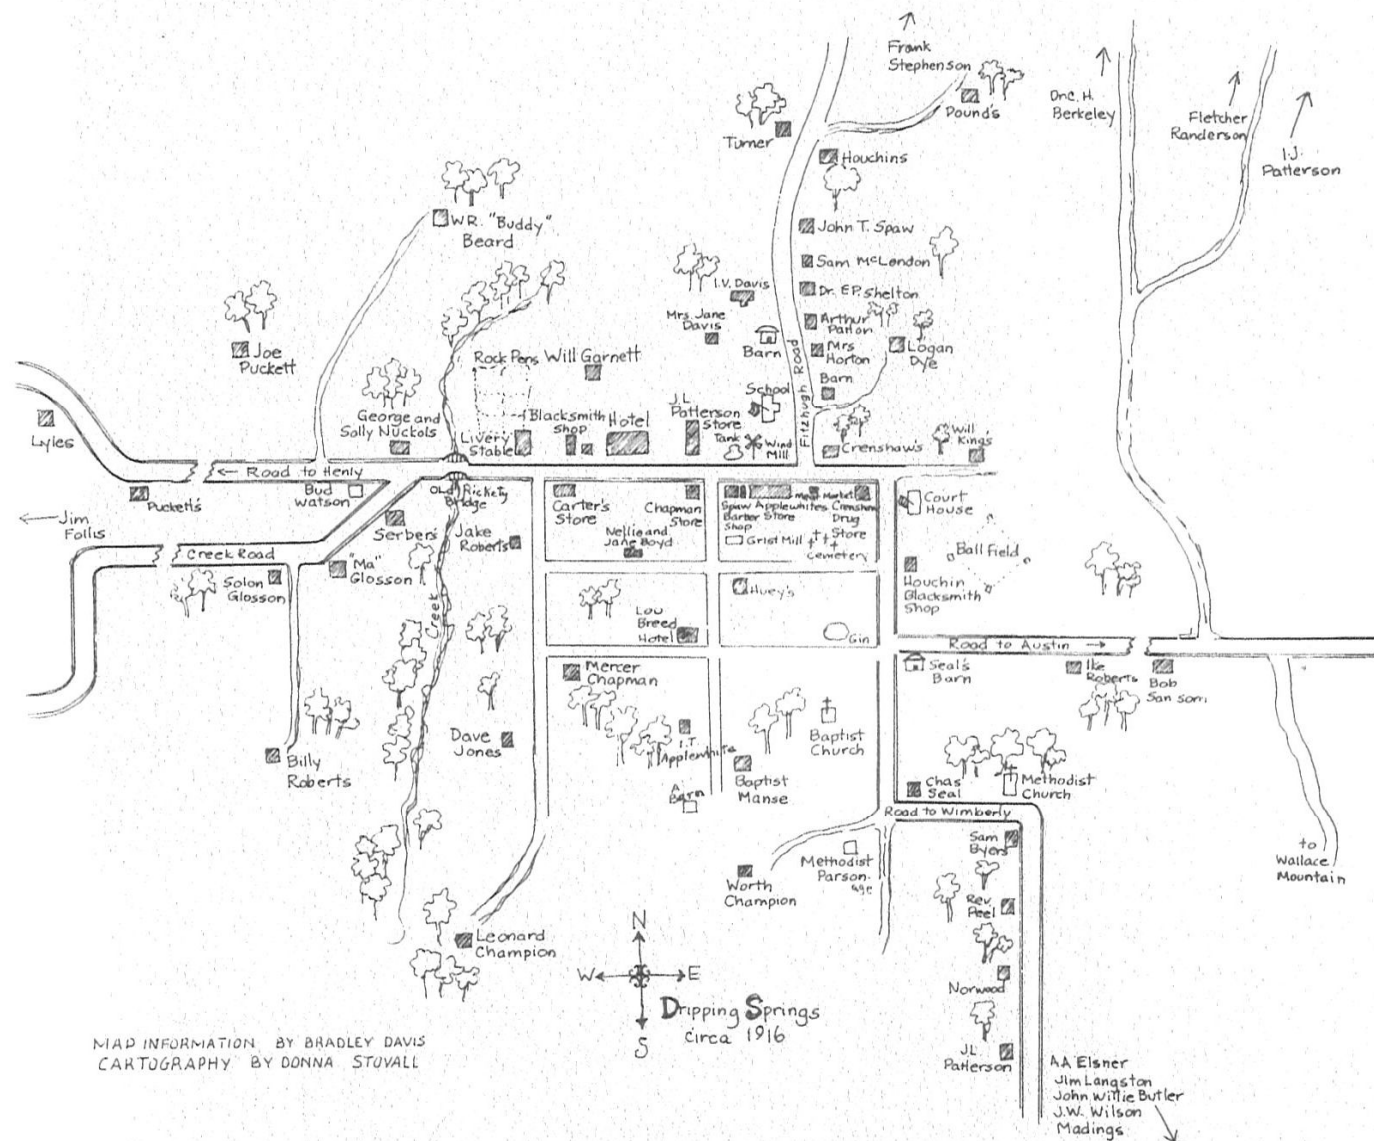 Frank
Stephenson
Pound's
Dr. C. H.
Berkeley
Fletcher
Randerson
I.J.
Patterson
Turner
Houchins
W.R. "Buddy"
Beard
John T. Spaw
Sam McLendon
I.V. Davis
Dr. E.P. Shelton
Mrs. Jane
Davis
Arthur
Patton
Joe
Puckett
Rock Pens
Will Garnett
Barn
Fitzhugh Road
Mrs
Horton
Logan
Dye
Barn
School
Lyles
George and
Sally Nuckols
Livery
Stable
Blacksmith
Shop
Hotel
J.L.
Patterson
Store
Tank
Wind
Mill
Crenshaw's
Will
King's
← Road to Henly
Puckett's
Bud
Watson
Old Rickety
Bridge
Carter's
Store
Chapman
Store
Spaw
Barber
Shop
Applewhites
Store
Meat Market
Crenshaw
Drug
Store
Court
House
Jim
Follis
Serber's
Jake
Roberts
Nellie and
Jane Boyd
Grist Mill
Cemetery
Ball field
Creek Road
Solon
Glosson
"Ma"
Glosson
Creek
Huey's
Houchin
Blacksmith
Shop
Lou
Breed
Hotel
Gin
Road to Austin →
Mercer
Chapman
Seal's
Barn
Ike
Roberts
Bob
Sansom
Billy
Roberts
Dave
Jones
I.T.
Applewhite
Baptist
Church
A
Barn
Baptist
Manse
Chas
Seal
Methodist
Church
Road to Wimberly
Sam
Byers
to
Wallace
Mountain
Methodist
Parson-
age
Worth
Champion
Rev.
Peel
Leonard
Champion
N
W
E
S
Norwood
Dripping Springs
circa 1916
MAP INFORMATION BY BRADLEY DAVIS
CARTOGRAPHY BY DONNA STOVALL
J.L.
Patterson
A.A Elsner
Jim Langston
John Willie Butler
J.W. Wilson
Madings